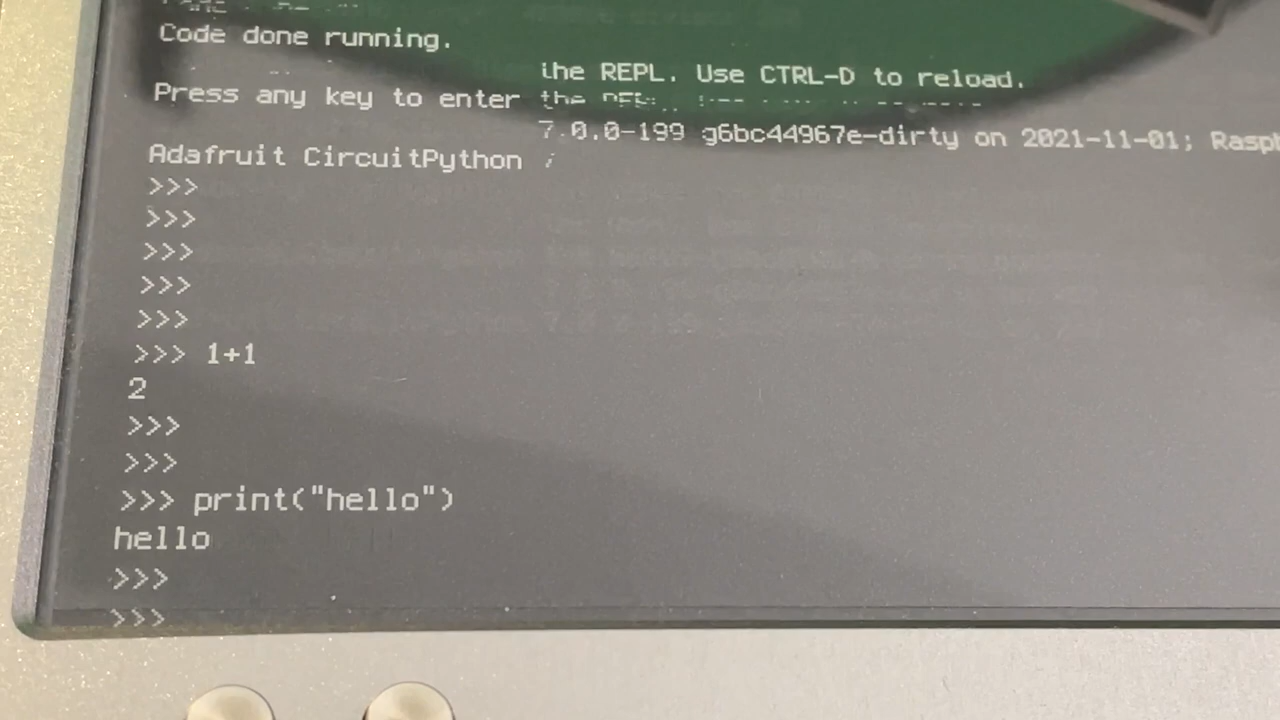 Code done running.
Press any key to enter the REPL. Use CTRL-D to reload.
Adafruit CircuitPython 7.0.0-199 g6bc44967e-dirty on 2021-11-01;
>>>
>>>
>>>
>>>
>>>
>>> 1+1
2
>>>
>>>
>>> print("hello")
hello
>>>
>>>